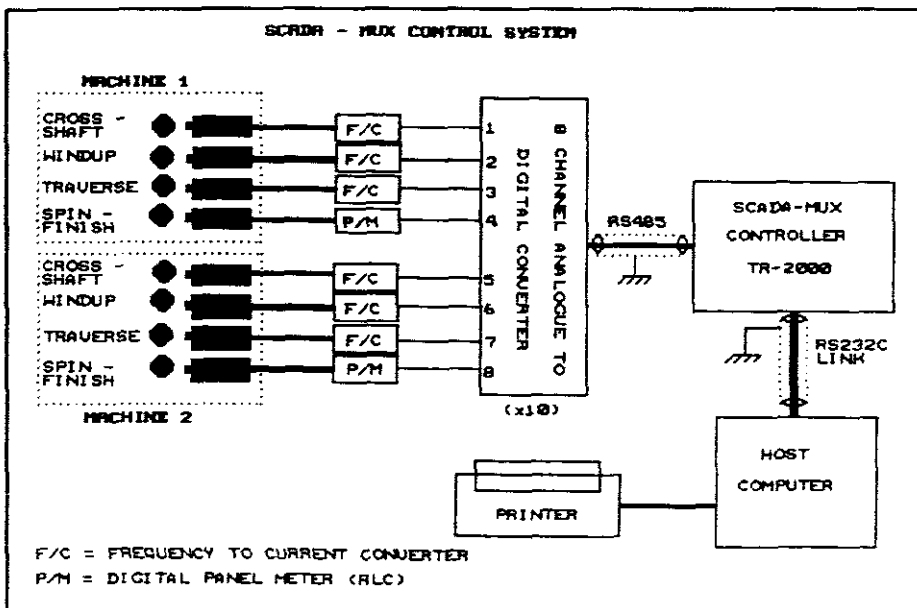 SCADA - MUX CONTROL SYSTEM
MACHINE 1
CROSS -
SHAFT
WINDUP
TRAVERSE
SPIN -
FINISH
F/C
F/C
F/C
P/M
1
2
3
4
CROSS -
SHAFT
WINDUP
TRAVERSE
SPIN -
FINISH
MACHINE 2
F/C
F/C
F/C
P/M
5
6
7
8
8 CHANNEL ANALOGUE TO
DIGITAL CONVERTER
(x10)
RS485
SCADA-MUX
CONTROLLER
TR-2000
RS232C
LINK
HOST
COMPUTER
PRINTER
F/C = FREQUENCY TO CURRENT CONVERTER
P/M = DIGITAL PANEL METER (RLC)